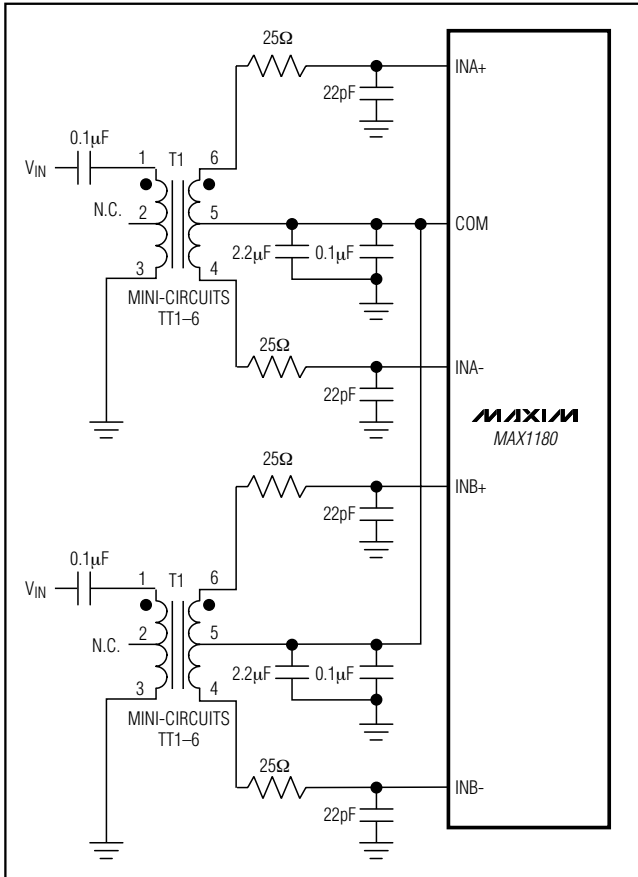 25Ω
INA+
22pF
0.1µF
VIN
1
T1
6
N.C.
2
5
COM
2.2µF
0.1µF
3
4
MINI-CIRCUITS
TT1–6
25Ω
INA-
22pF
MAXIM
MAX1180
25Ω
INB+
22pF
0.1µF
VIN
1
T1
6
N.C.
2
5
2.2µF
0.1µF
3
4
MINI-CIRCUITS
TT1–6
25Ω
INB-
22pF